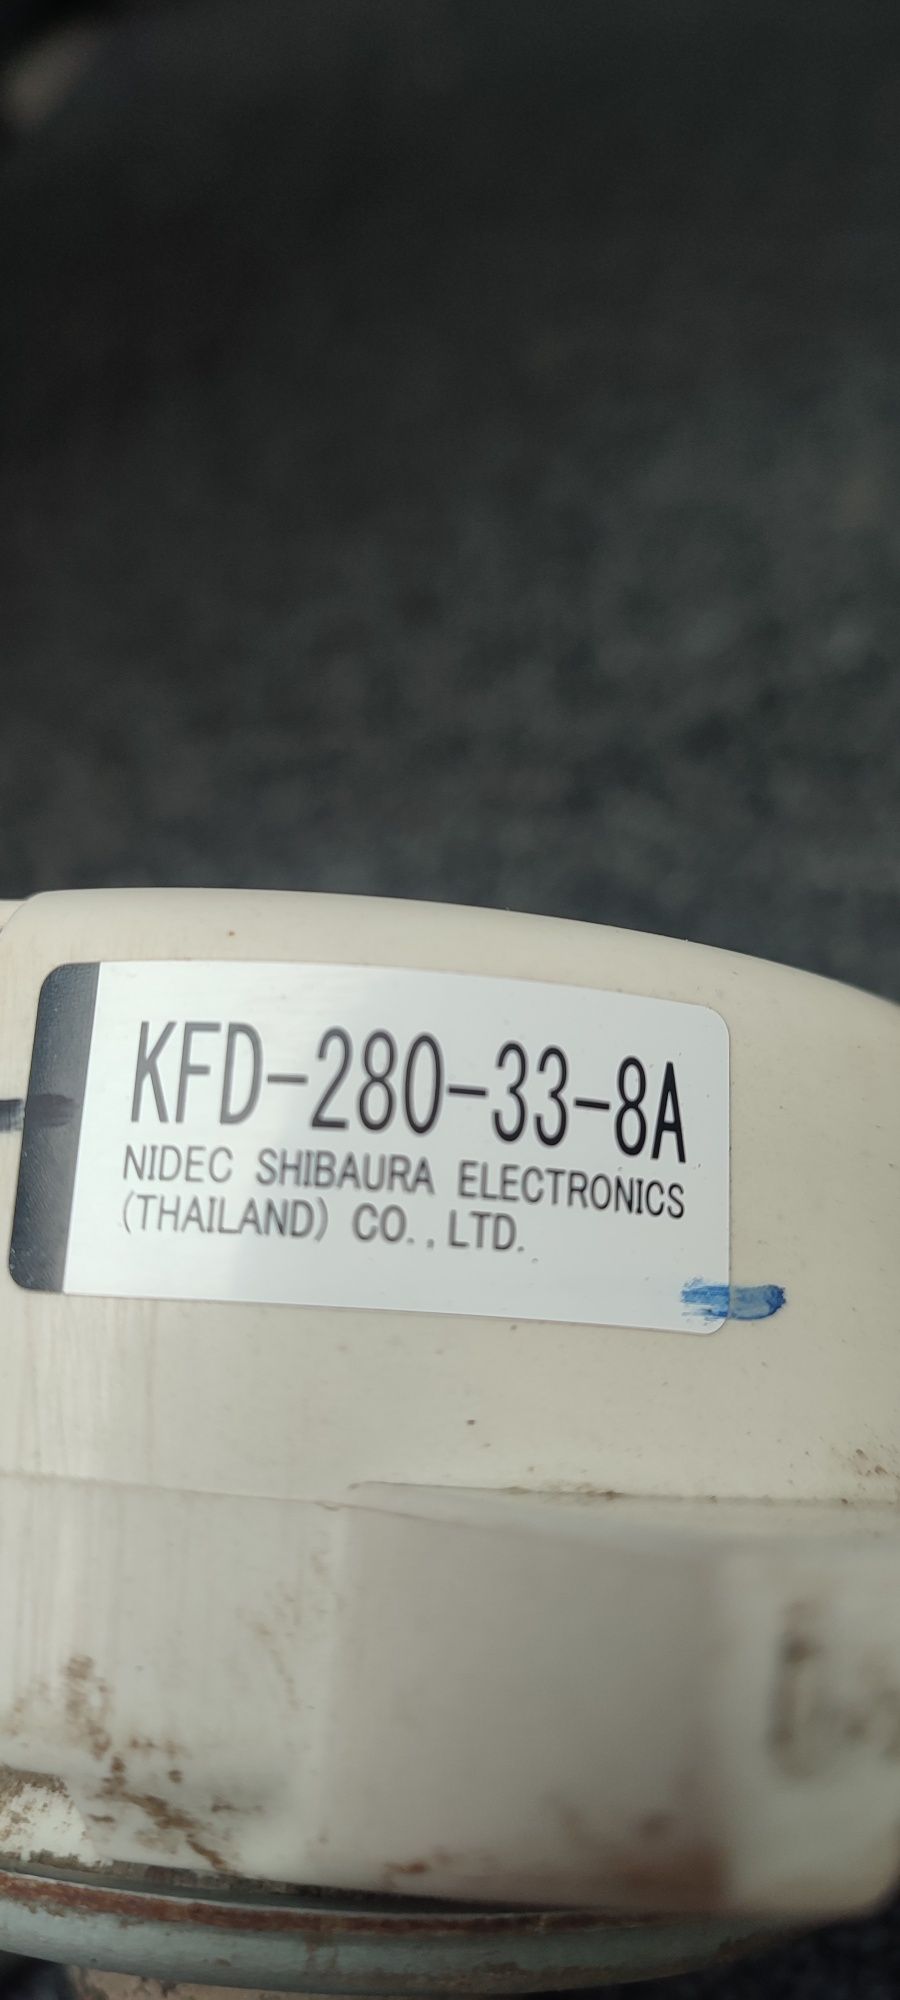 KFD-280-33-8A
NIDEC SHIBAURA ELECTRONICS
(THAILAND) CO.,LTD.